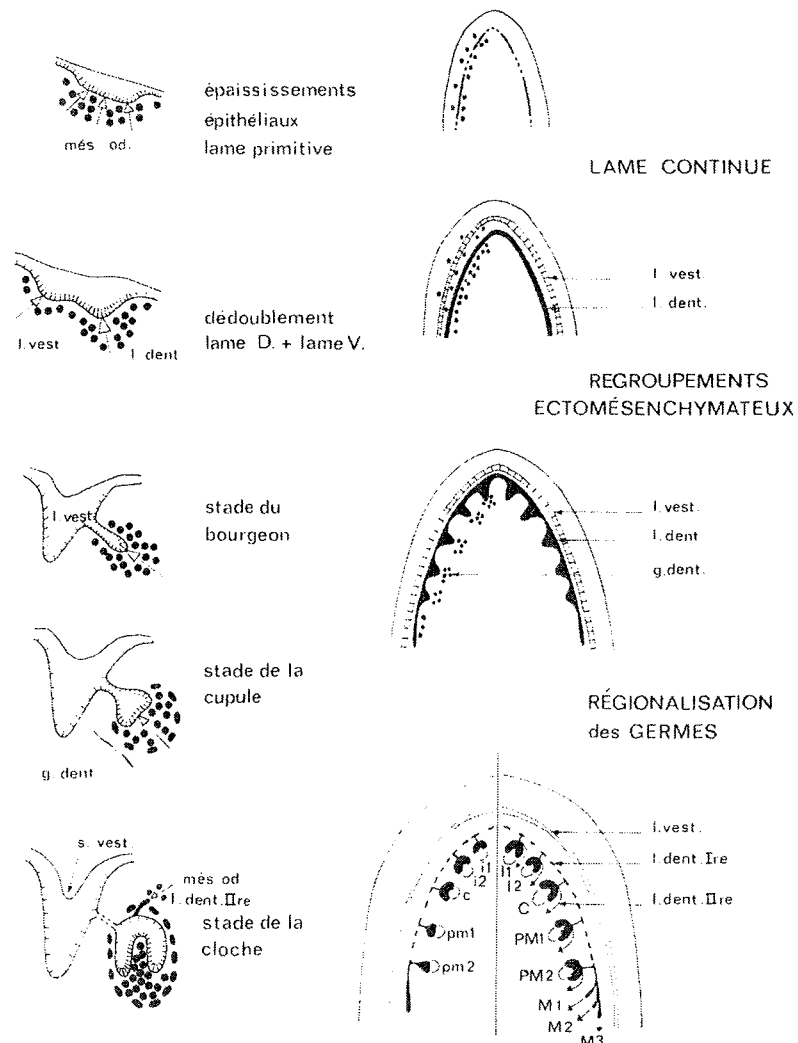 épaississements
épithéliaux
lame primitive
més od.
LAME CONTINUE
l. vest.
l. dent.
l. vest
l. dent
dédoublement
lame D. + lame V.
REGROUPEMENTS
ECTOMÉSENCHYMATEUX
l. vest.
stade du
bourgeon
l. vest.
l. dent
g. dent.
stade de la
cupule
g. dent
RÉGIONALISATION
des GERMES
s. vest.
més od
l. dent. IIre
stade de la
cloche
l. vest.
l. dent. Ire
l. dent. IIre
i1
i2
c
pm1
pm2
I1
I2
C
PM1
PM2
M1
M2
M3